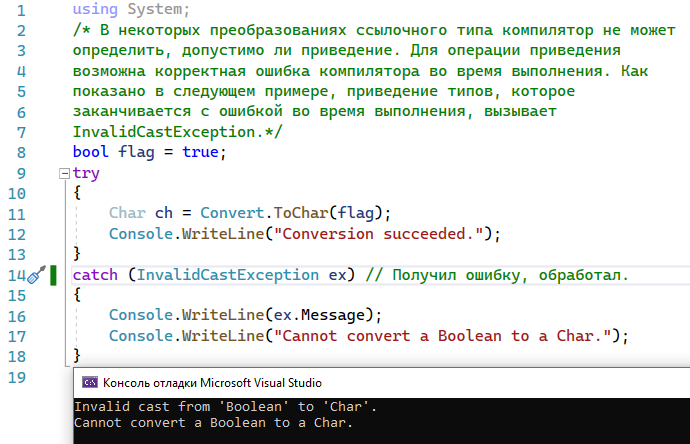 1 using System;
2 /* В некоторых преобразованиях ссылочного типа компилятор не может
3 определить, допустимо ли приведение. Для операции приведения
4 возможна корректная ошибка компилятора во время выполнения. Как
5 показано в следующем примере, приведение типов, которое
6 заканчивается с ошибкой во время выполнения, вызывает
7 InvalidCastException.*/
8 bool flag = true;
9 try
10 {
11 Char ch = Convert.ToChar(flag);
12 Console.WriteLine("Conversion succeeded.");
13 }
14 catch (InvalidCastException ex) // Получил ошибку, обработал.
15 {
16 Console.WriteLine(ex.Message);
17 Console.WriteLine("Cannot convert a Boolean to a Char.");
18 }
19
C:\ Консоль отладки Microsoft Visual Studio
Invalid cast from 'Boolean' to 'Char'.
Cannot convert a Boolean to a Char.